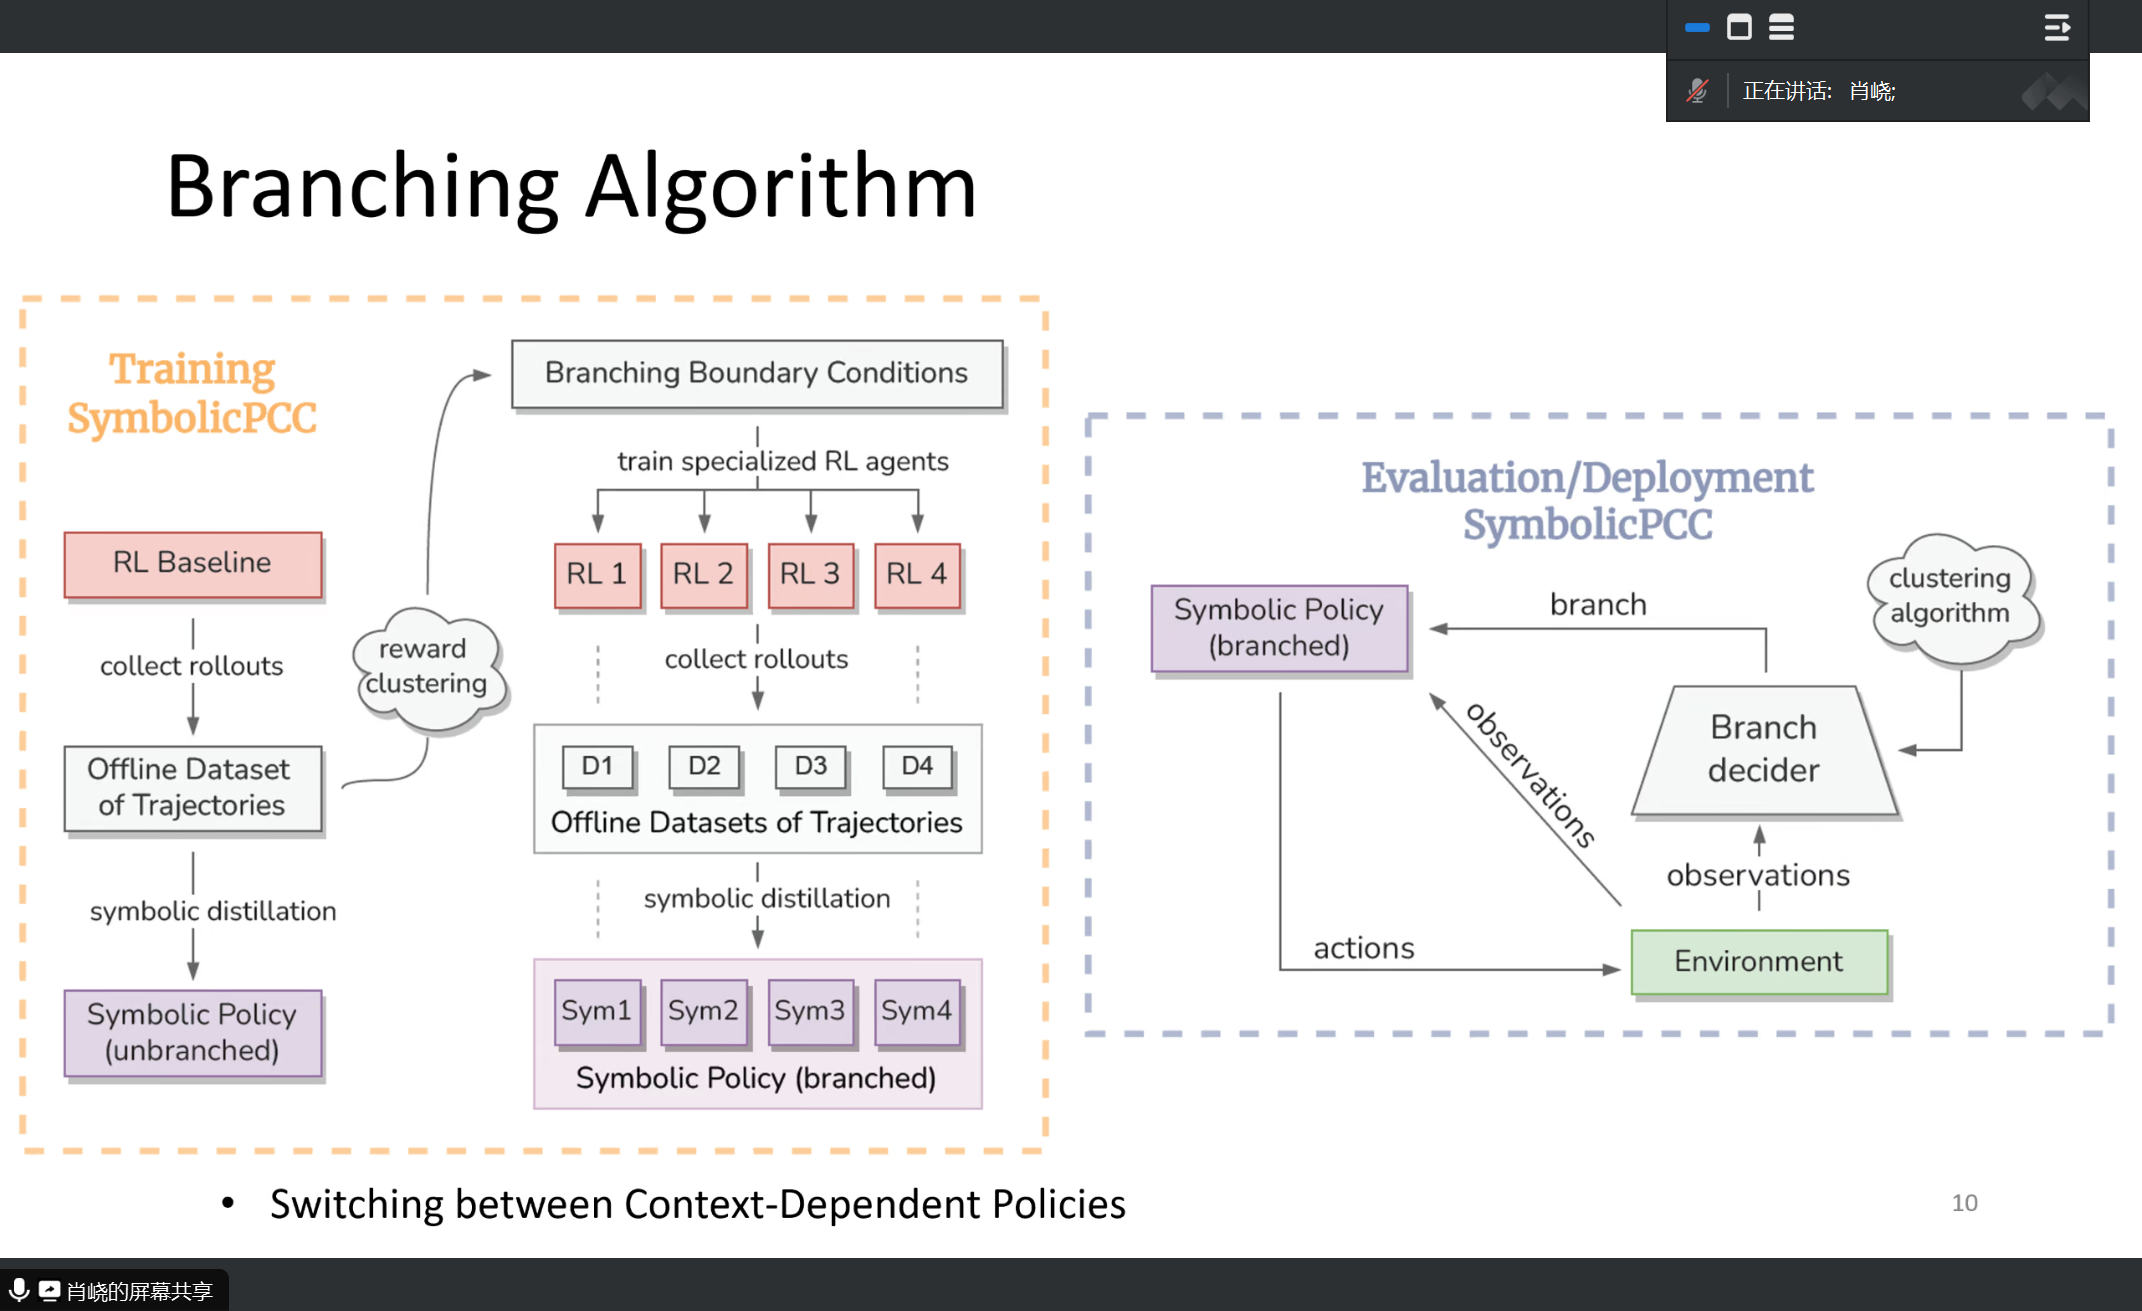 正在讲话: 肖峣;
Branching Algorithm
Training
SymbolicPCC
RL Baseline
collect rollouts
Offline Dataset
of Trajectories
symbolic distillation
Symbolic Policy
(unbranched)
reward
clustering
Branching Boundary Conditions
train specialized RL agents
RL 1 RL 2 RL 3 RL 4
collect rollouts
D1 D2 D3 D4
Offline Datasets of Trajectories
symbolic distillation
Sym1 Sym2 Sym3 Sym4
Symbolic Policy (branched)
Evaluation/Deployment
SymbolicPCC
Symbolic Policy
(branched)
branch
clustering
algorithm
Branch
decider
observations
observations
actions
Environment
• Switching between Context-Dependent Policies
10
肖峣的屏幕共享